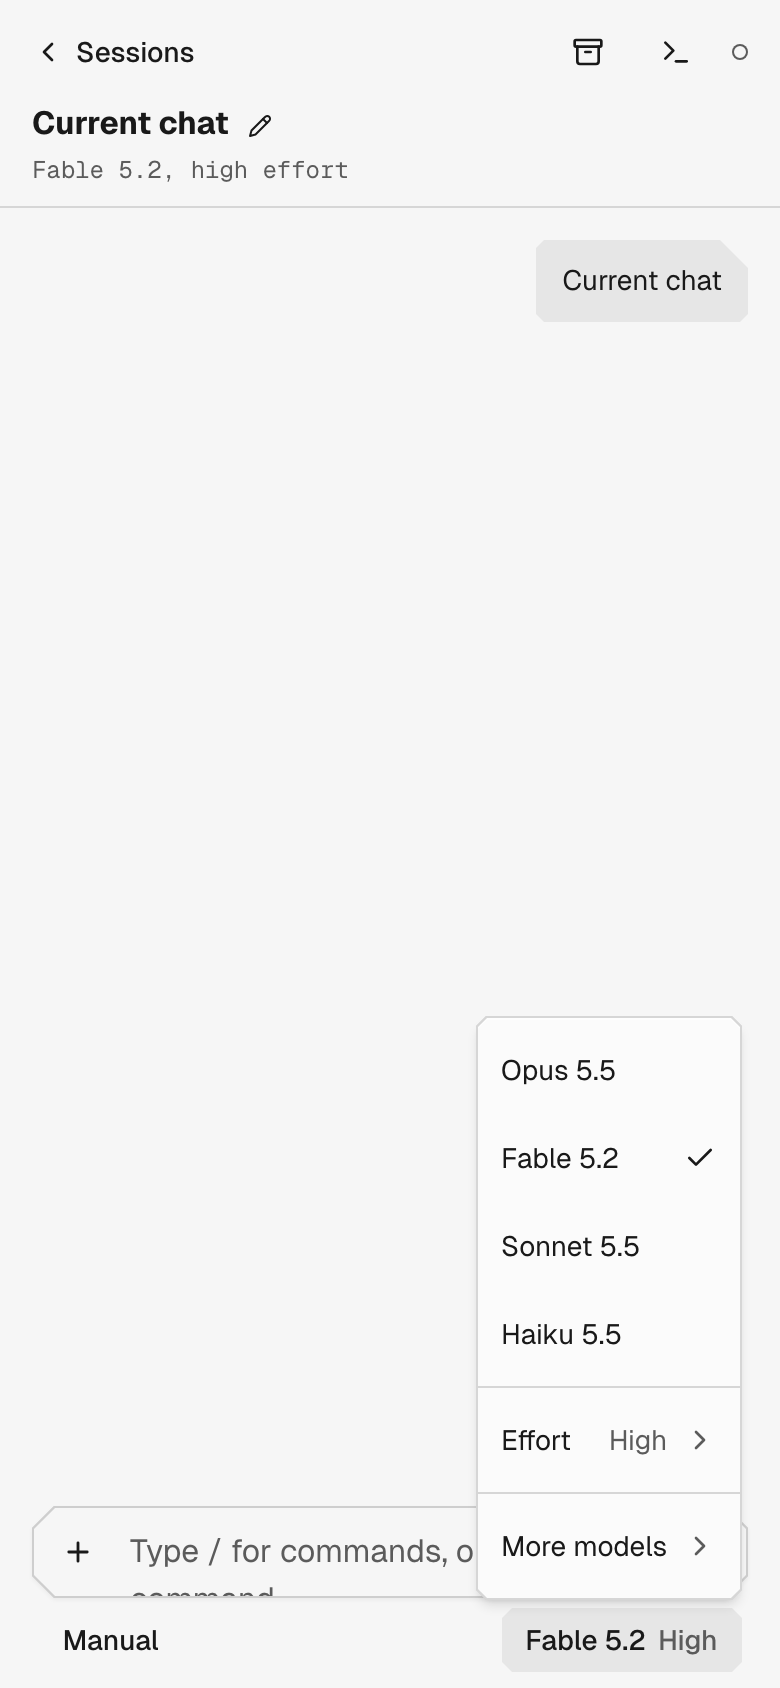 Sessions
Current chat
Fable 5.2, high effort
Current chat
Opus 5.5
Fable 5.2
Sonnet 5.5
Haiku 5.5
Effort High
More models
Type / for commands, o
command
Manual
Fable 5.2 High